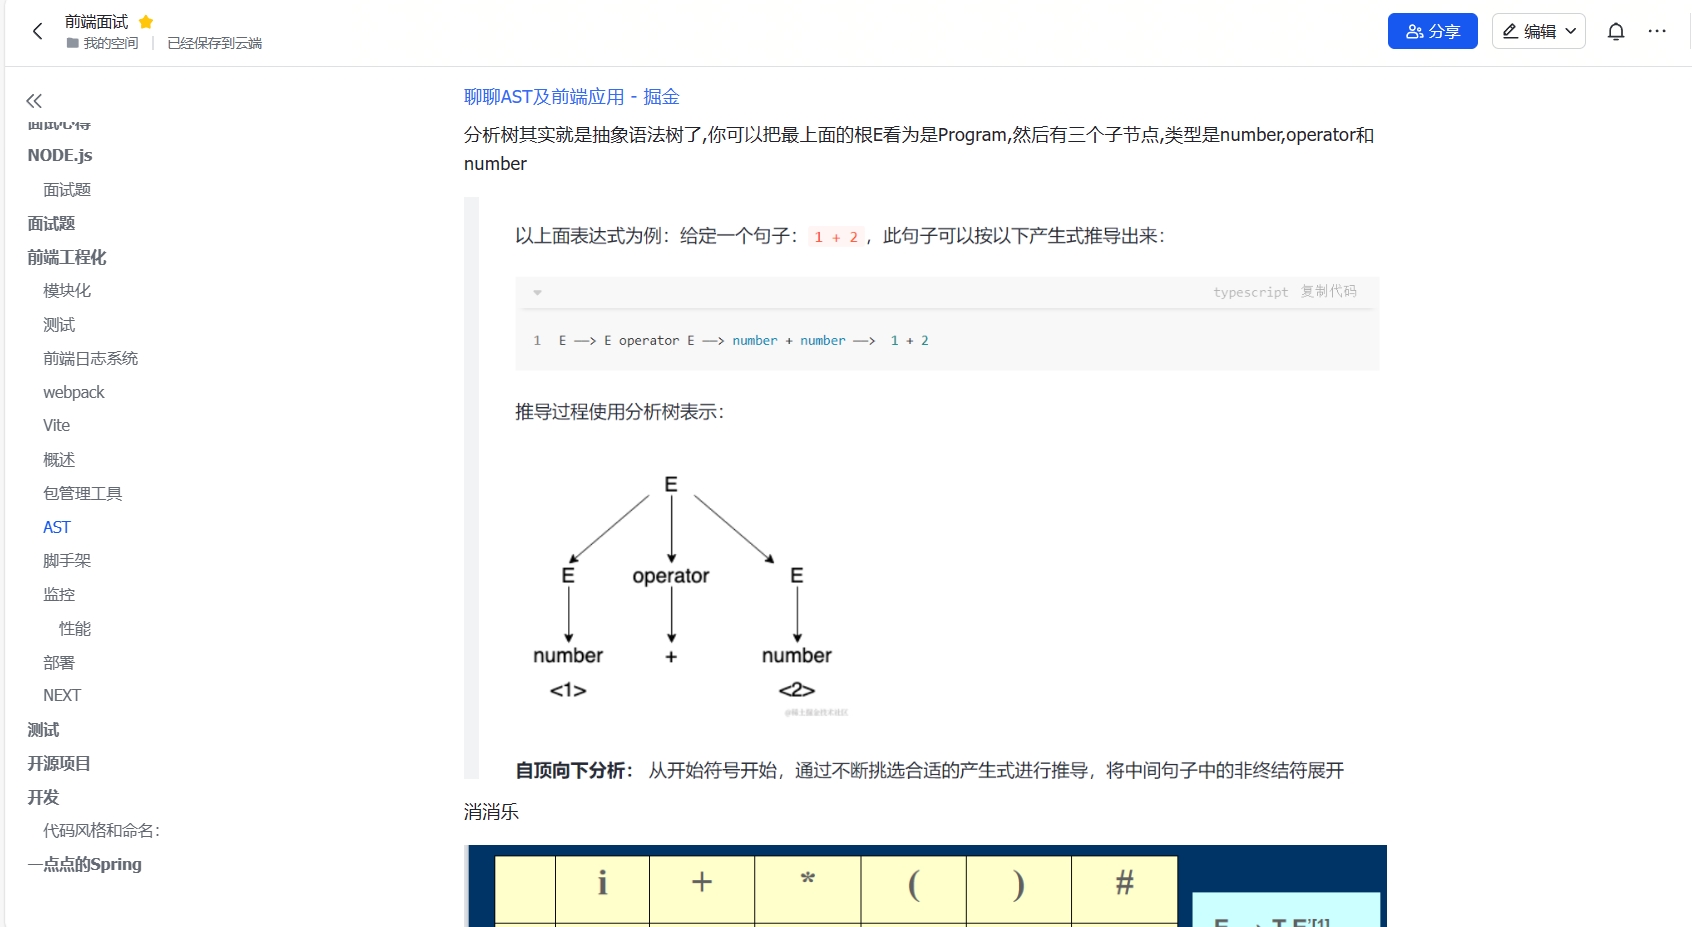 前端面试
我的空间 已经保存到云端
分享
编辑
面试心得
NODE.js
面试题
面试题
前端工程化
模块化
测试
前端日志系统
webpack
Vite
概述
包管理工具
AST
脚手架
监控
性能
部署
NEXT
测试
开源项目
开发
代码风格和命名：
一点点的Spring
聊聊AST及前端应用 - 掘金
分析树其实就是抽象语法树了,你可以把最上面的根E看为是Program,然后有三个子节点,类型是number,operator和
number
以上面表达式为例：给定一个句子： 1 + 2 ，此句子可以按以下产生式推导出来：
typescript 复制代码
1 E ——> E operator E ——> number + number ——> 1 + 2
推导过程使用分析树表示：
E
E operator E
number + number
<1> <2>
@稀土掘金技术社区
自顶向下分析： 从开始符号开始，通过不断挑选合适的产生式进行推导，将中间句子中的非终结符展开
消消乐
i + * ( ) #